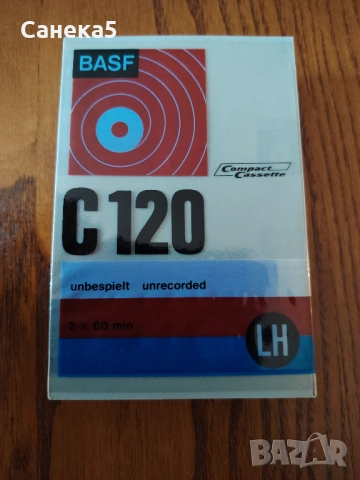 Санека5
BASF
Compact
Cassette
C 120
unbespielt unrecorded
2 × 60 min
LH
BAZAR